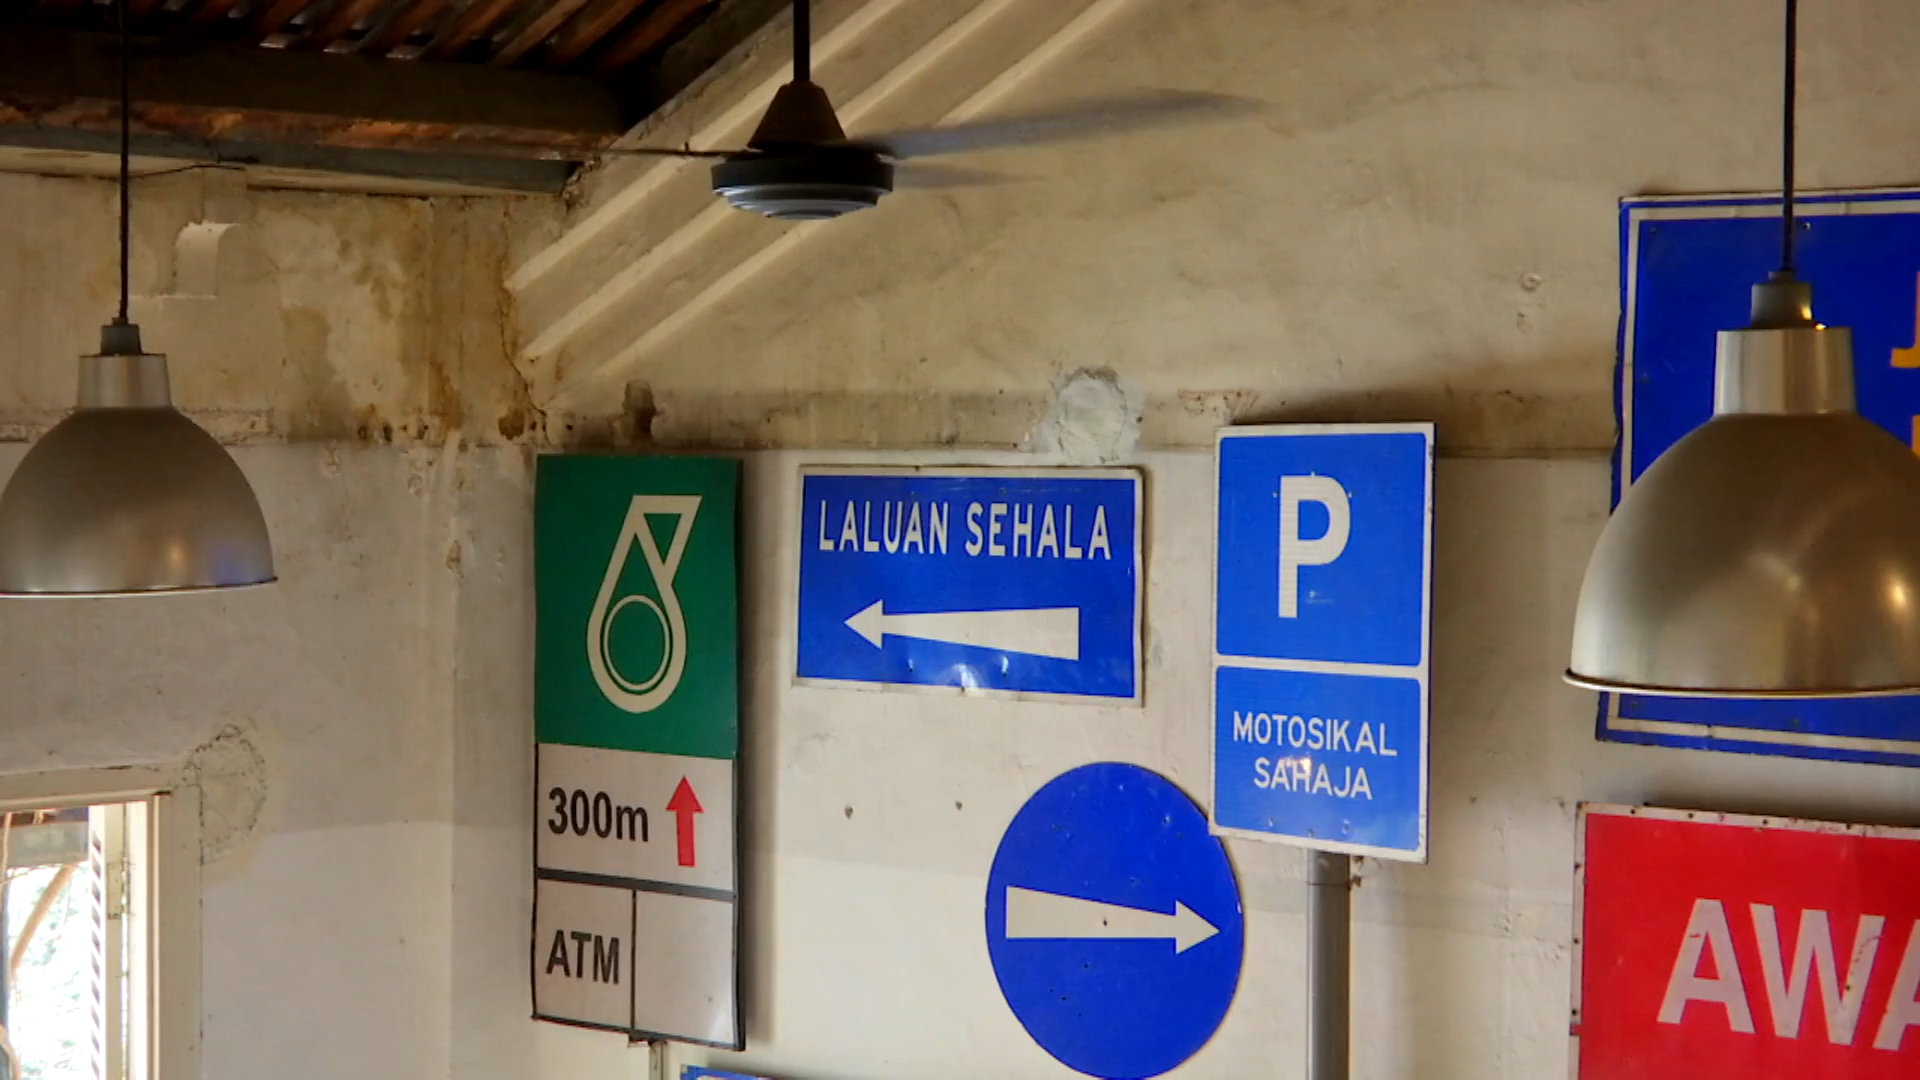 LALUAN SEHALA
P
MOTOSIKAL
SAHAJA
300m
ATM
AWA